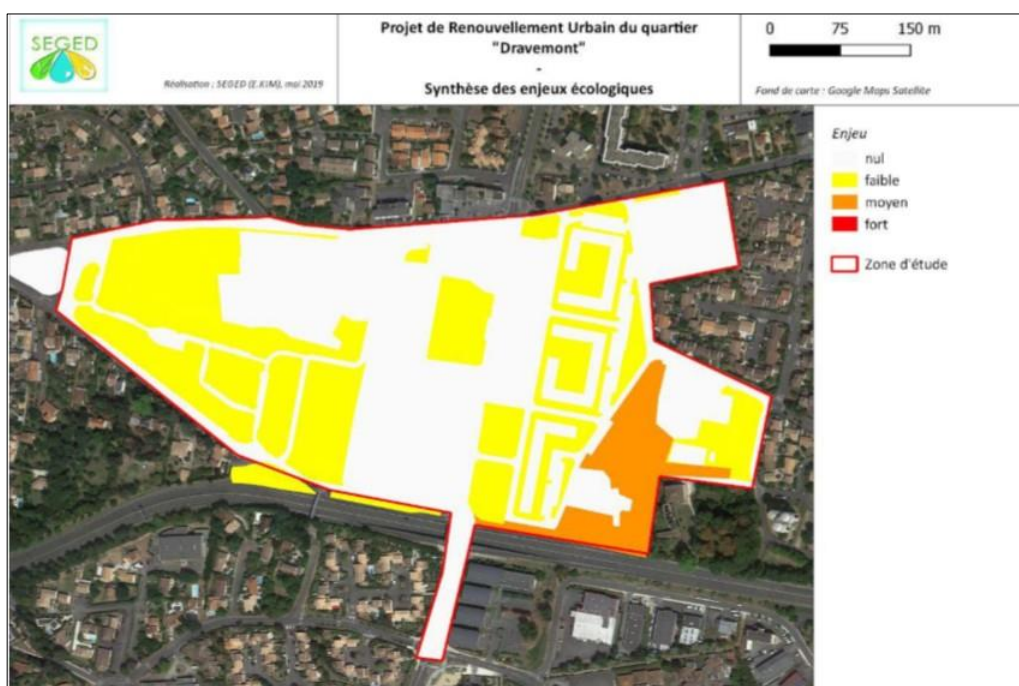 SEGED
Réalisation : SEGED (E.KIM), mai 2019
Projet de Renouvellement Urbain du quartier
"Dravemont"
-
Synthèse des enjeux écologiques
0 75 150 m
Fond de carte : Google Maps Satellite
Enjeu
nul
faible
moyen
fort
Zone d'étude